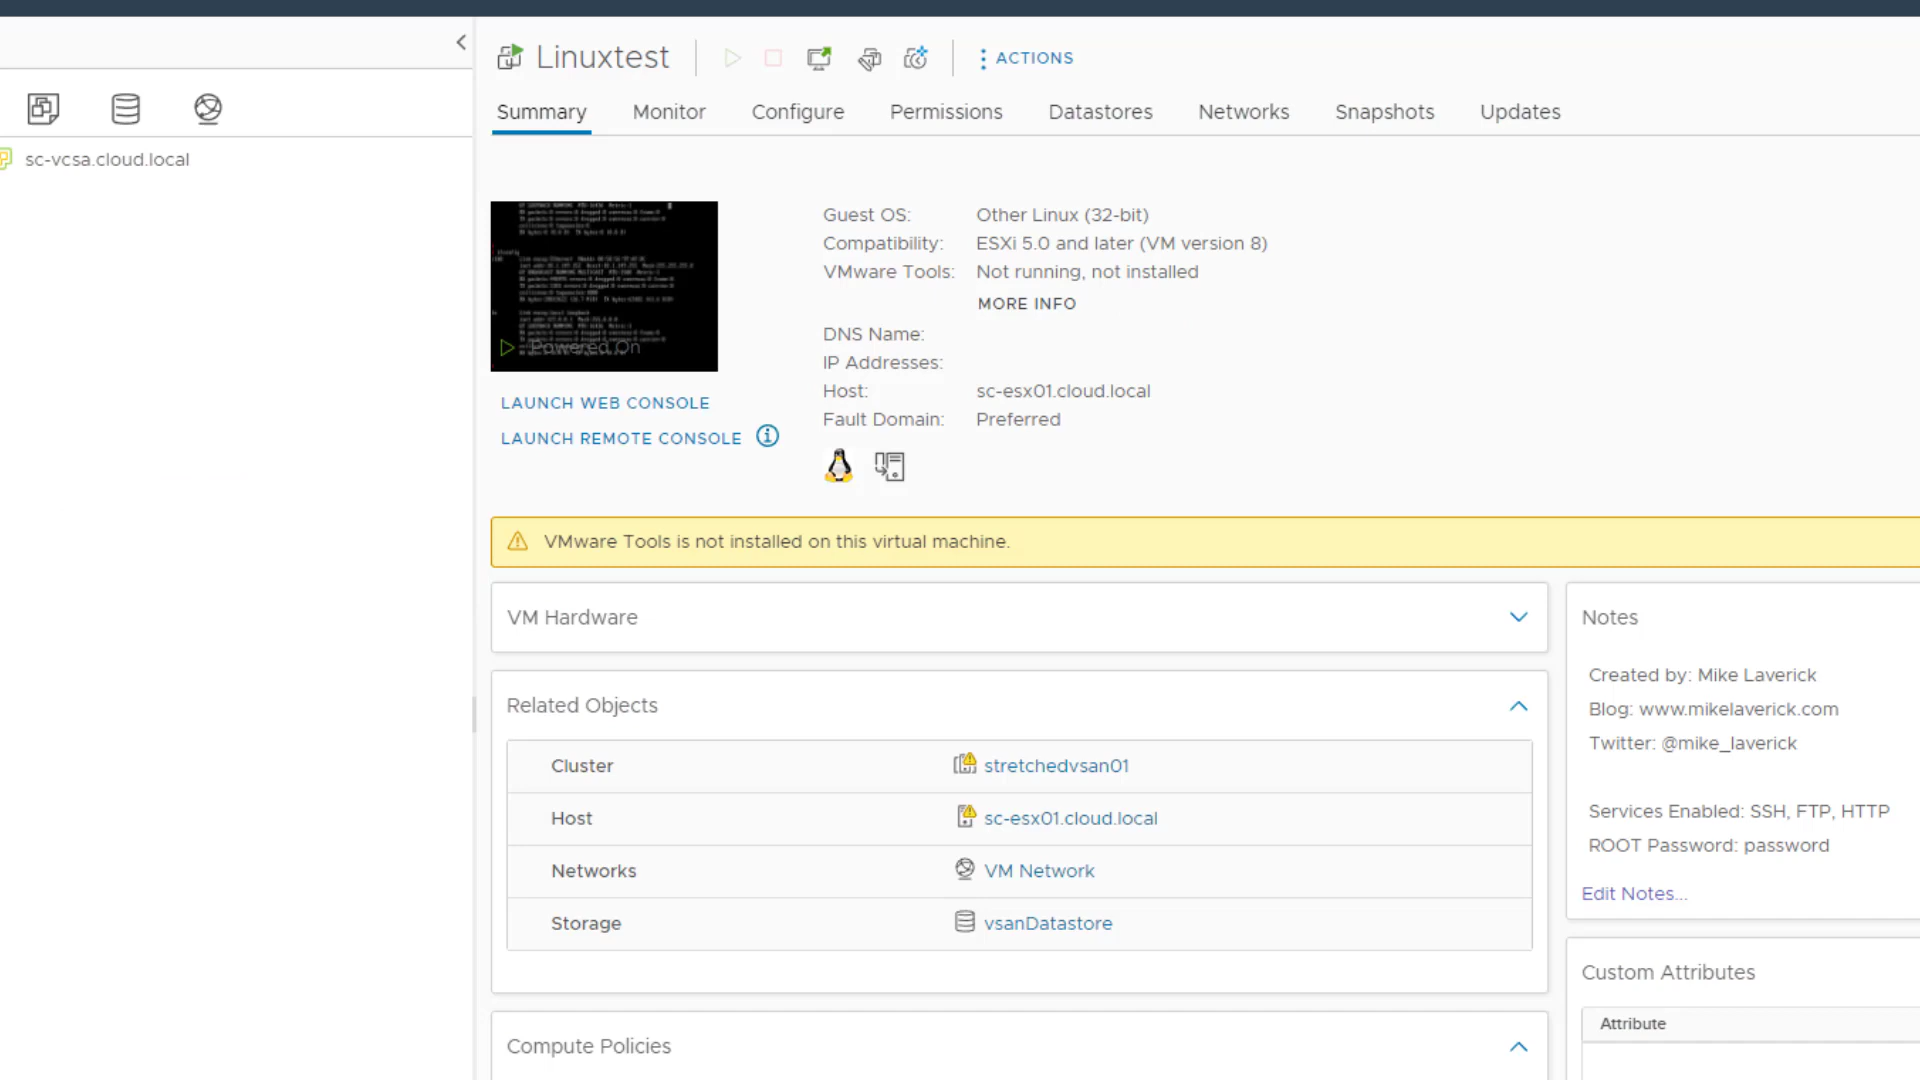 Linuxtest
ACTIONS
Summary Monitor Configure Permissions Datastores Networks Snapshots Updates
sc-vcsa.cloud.local
Powered On
LAUNCH WEB CONSOLE
LAUNCH REMOTE CONSOLE
Guest OS: Other Linux (32-bit)
Compatibility: ESXi 5.0 and later (VM version 8)
VMware Tools: Not running, not installed
MORE INFO
DNS Name:
IP Addresses:
Host: sc-esx01.cloud.local
Fault Domain: Preferred
VMware Tools is not installed on this virtual machine.
VM Hardware
Related Objects
Cluster stretchedvsan01
Host sc-esx01.cloud.local
Networks VM Network
Storage vsanDatastore
Compute Policies
Notes
Created by: Mike Laverick
Blog: www.mikelaverick.com
Twitter: @mike_laverick
Services Enabled: SSH, FTP, HTTP
ROOT Password: password
Edit Notes...
Custom Attributes
Attribute